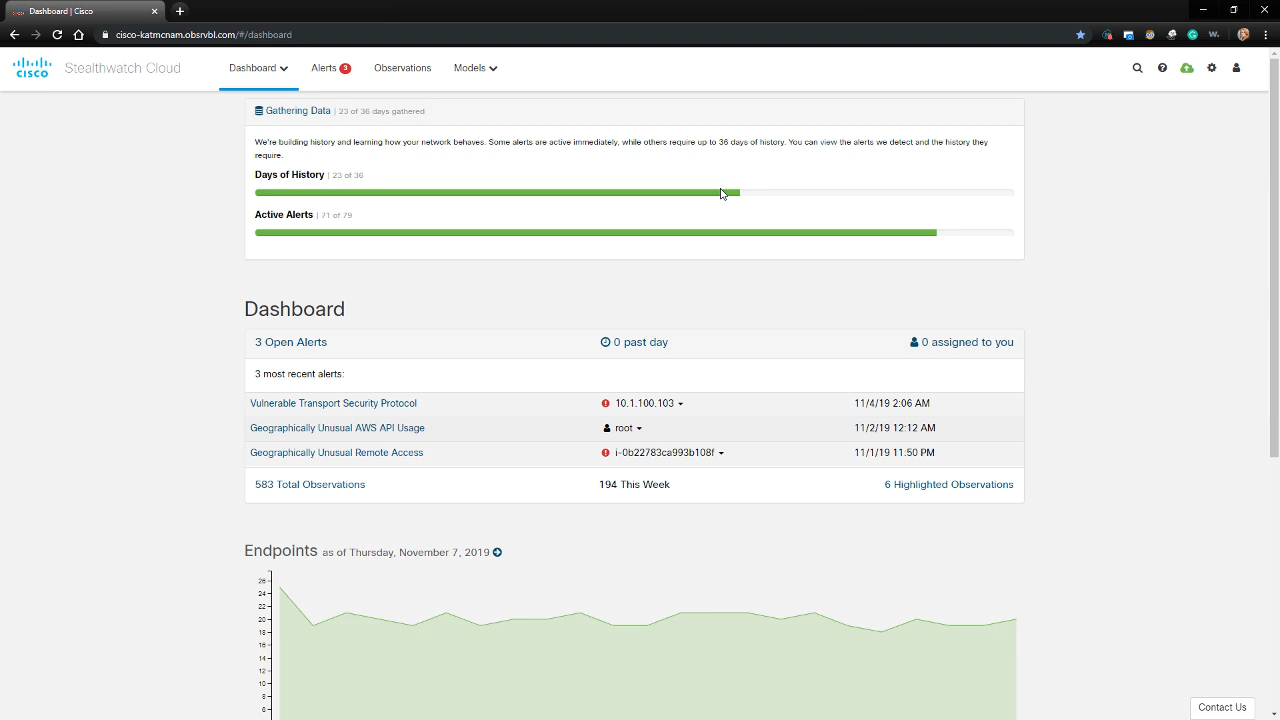 Dashboard | Cisco
cisco-katmcnam.obsrvbl.com/#/dashboard
CISCO Stealthwatch Cloud Dashboard Alerts 3 Observations Models
Gathering Data | 23 of 36 days gathered
We're building history and learning how your network behaves. Some alerts are active immediately, while others require up to 36 days of history. You can view the alerts we detect and the history they
require.
Days of History | 23 of 36
Active Alerts | 71 of 79
Dashboard
3 Open Alerts 0 past day 0 assigned to you
3 most recent alerts:
Vulnerable Transport Security Protocol 10.1.100.103 11/4/19 2:06 AM
Geographically Unusual AWS API Usage root 11/2/19 12:12 AM
Geographically Unusual Remote Access i-0b22783ca993b108f 11/1/19 11:50 PM
583 Total Observations 194 This Week 6 Highlighted Observations
Endpoints as of Thursday, November 7, 2019
26
24
22
20
18
16
14
12
10
8
6
Contact Us